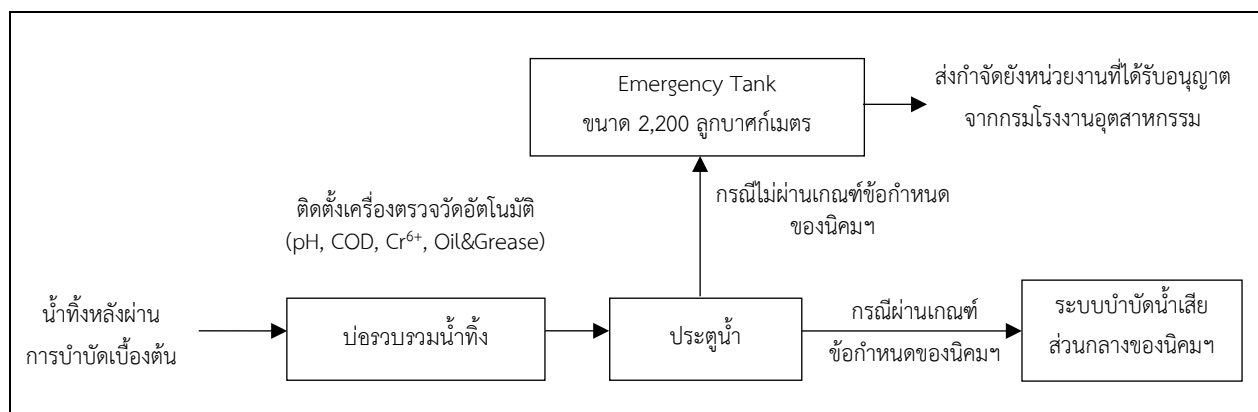 Emergency Tank
ขนาด 2,200 ลูกบาศก์เมตร
ส่งกำจัดยังหน่วยงานที่ได้รับอนุญาต
จากกรมโรงงานอุตสาหกรรม
กรณีไม่ผ่านเกณฑ์ข้อกำหนด
ของนิคมฯ
ติดตั้งเครื่องตรวจวัดอัตโนมัติ
(pH, COD, Cr⁶⁺, Oil&Grease)
น้ำทิ้งหลังผ่าน
การบำบัดเบื้องต้น
บ่อรวบรวมน้ำทิ้ง
ประตูน้ำ
กรณีผ่านเกณฑ์
ข้อกำหนดของนิคมฯ
ระบบบำบัดน้ำเสีย
ส่วนกลางของนิคมฯ